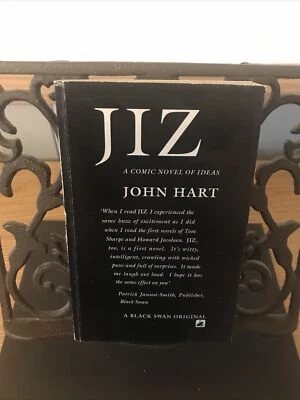 JIZ
A COMIC NOVEL OF IDEAS
JOHN HART
'When I read JIZ I experienced the
same buzz of excitement as I did
when I read the first novels of Tom
Sharpe and Howard Jacobson. JIZ,
too, is a first novel. It's witty,
intelligent, crawling with wicked
puns and full of surprises. It made
me laugh out loud. I hope it has
the same effect on you'
Patrick Janson-Smith, Publisher,
Black Swan
A BLACK SWAN ORIGINAL